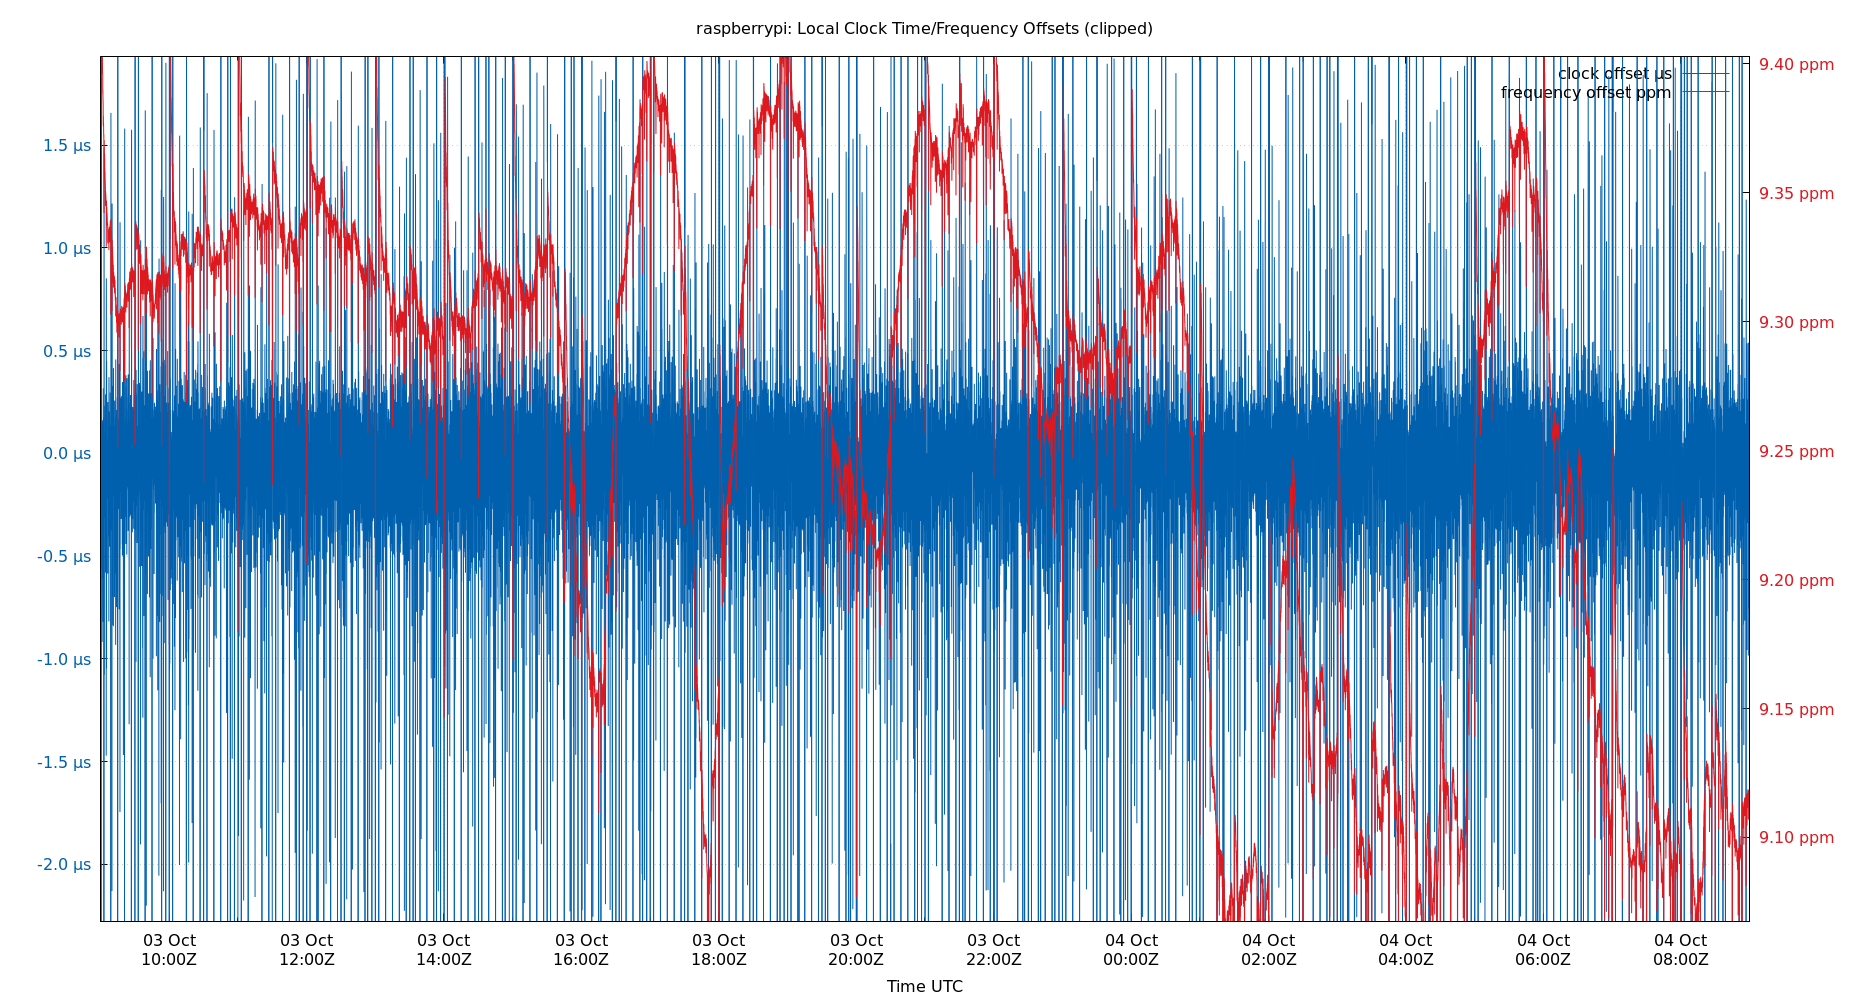 raspberrypi: Local Clock Time/Frequency Offsets (clipped)
clock offset µs
frequency offset ppm
1.5 µs
1.0 µs
0.5 µs
0.0 µs
-0.5 µs
-1.0 µs
-1.5 µs
-2.0 µs
9.40 ppm
9.35 ppm
9.30 ppm
9.25 ppm
9.20 ppm
9.15 ppm
9.10 ppm
03 Oct 03 Oct 03 Oct 03 Oct 03 Oct 03 Oct 03 Oct 04 Oct 04 Oct 04 Oct 04 Oct 04 Oct
10:00Z 12:00Z 14:00Z 16:00Z 18:00Z 20:00Z 22:00Z 00:00Z 02:00Z 04:00Z 06:00Z 08:00Z
Time UTC